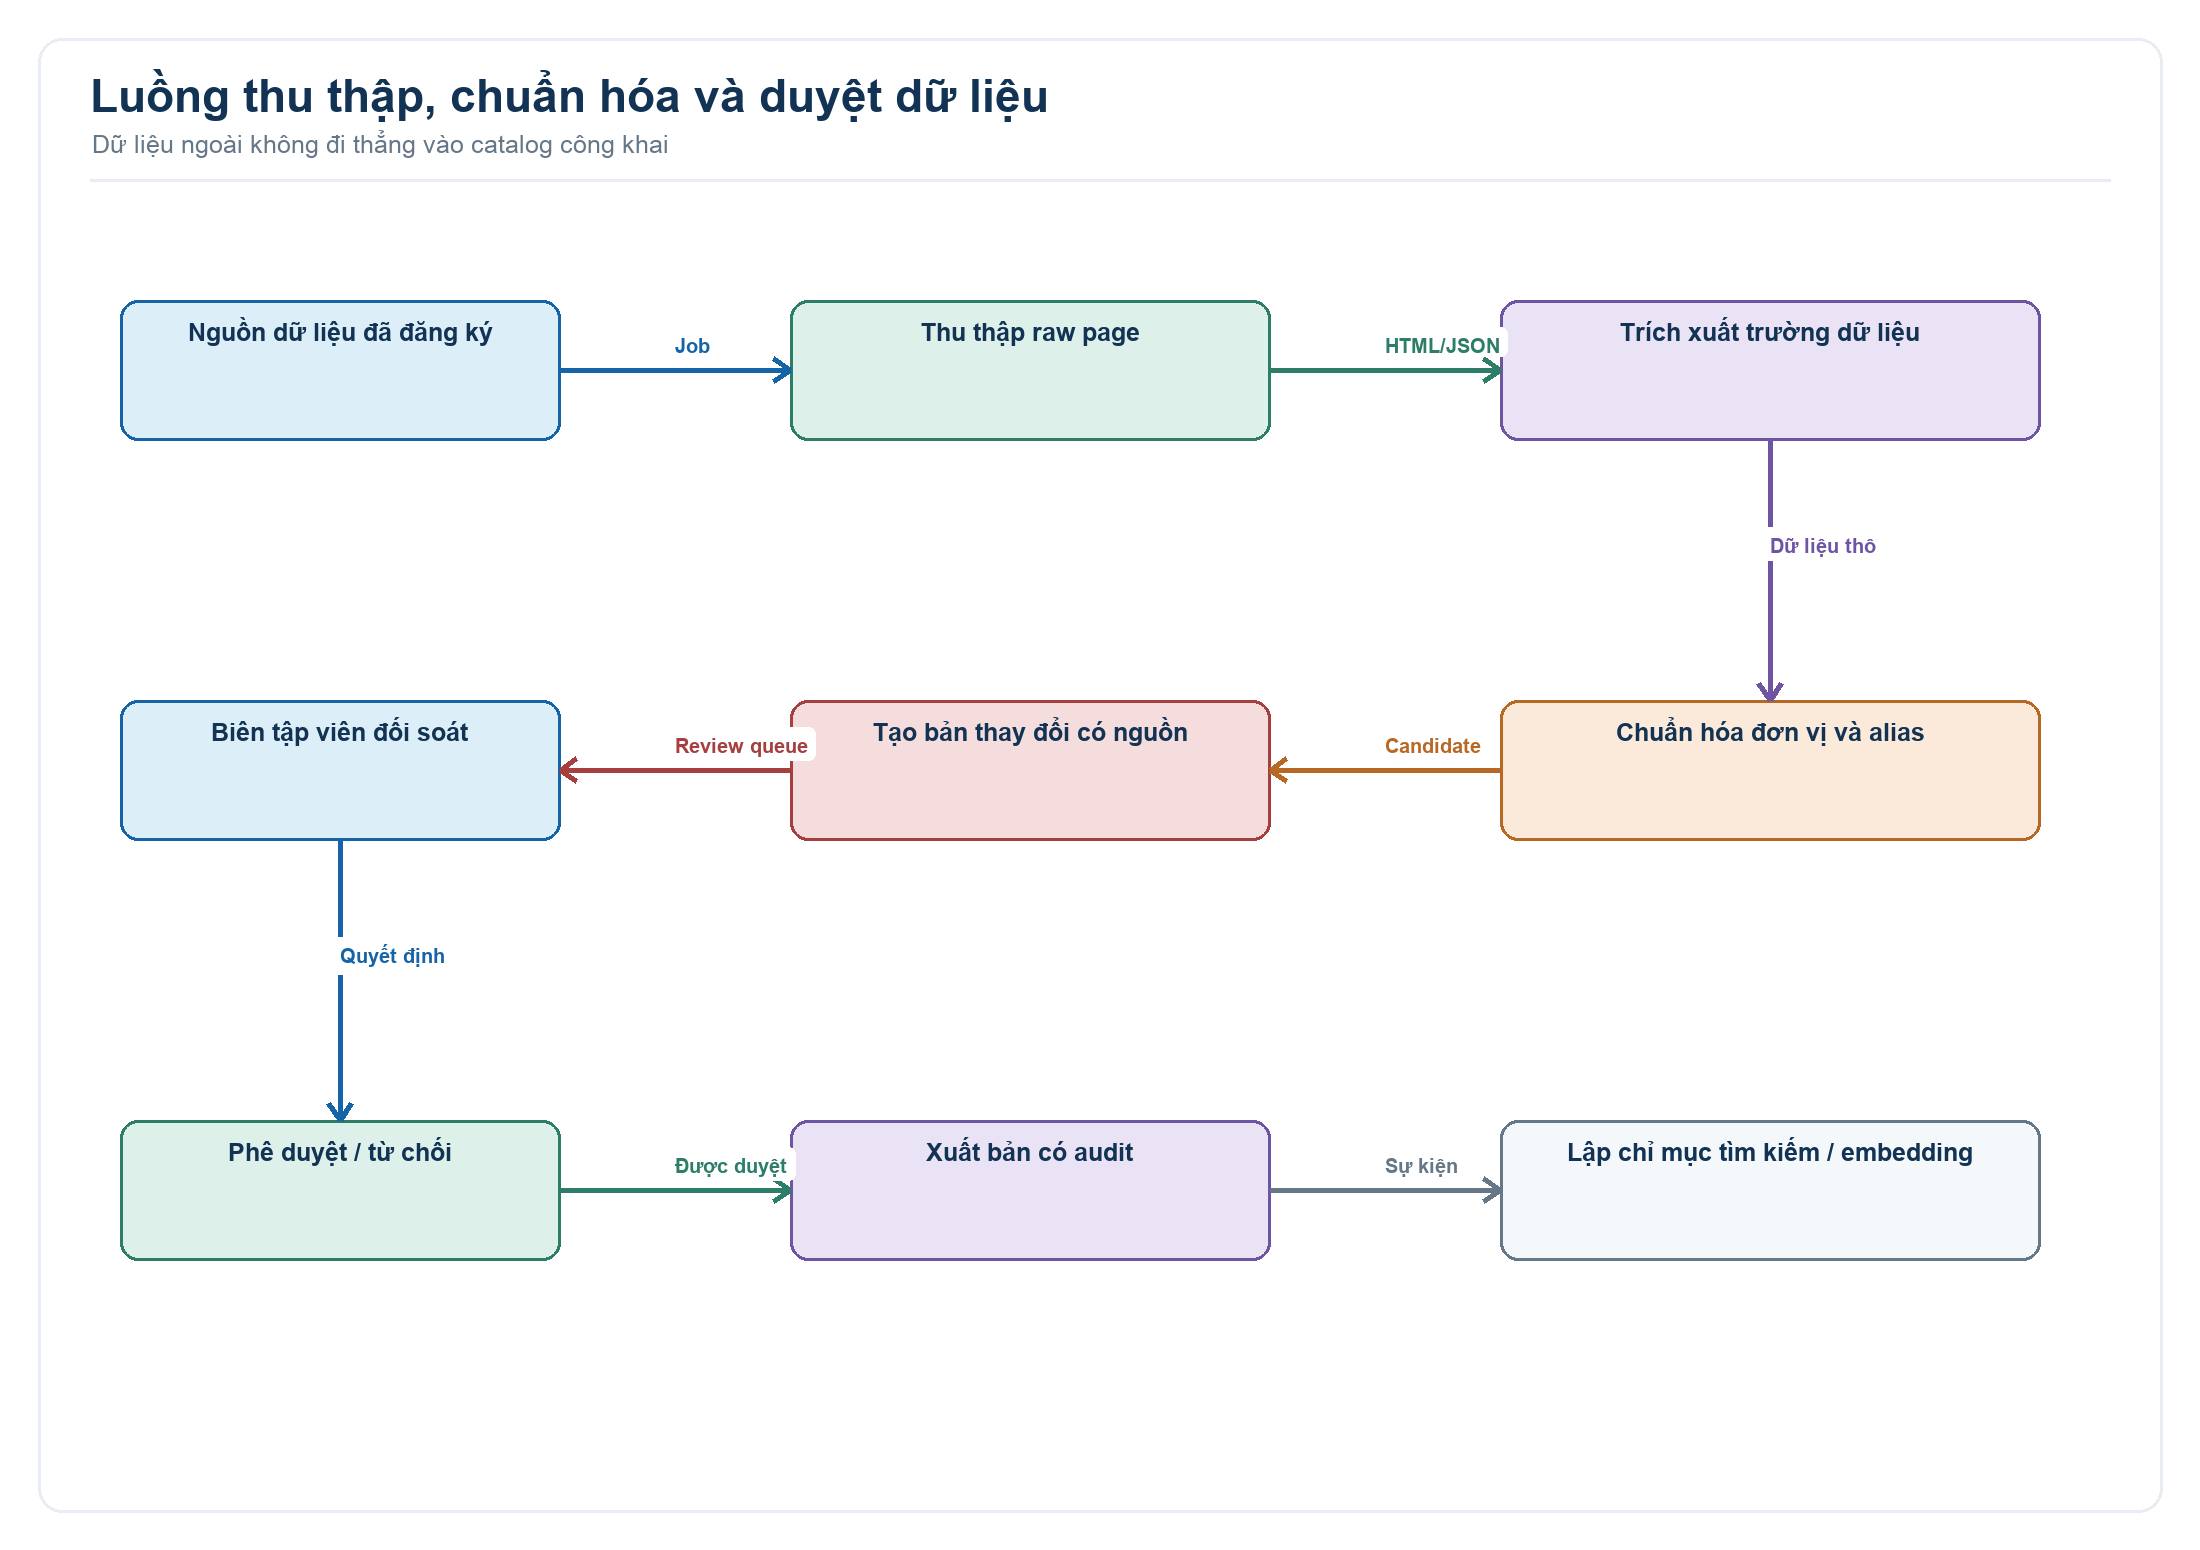 Luồng thu thập, chuẩn hóa và duyệt dữ liệu
Dữ liệu ngoài không đi thẳng vào catalog công khai
Nguồn dữ liệu đã đăng ký
Job
Thu thập raw page
HTML/JSON
Trích xuất trường dữ liệu
Dữ liệu thô
Chuẩn hóa đơn vị và alias
Candidate
Tạo bản thay đổi có nguồn
Review queue
Biên tập viên đối soát
Quyết định
Phê duyệt / từ chối
Được duyệt
Xuất bản có audit
Sự kiện
Lập chỉ mục tìm kiếm / embedding